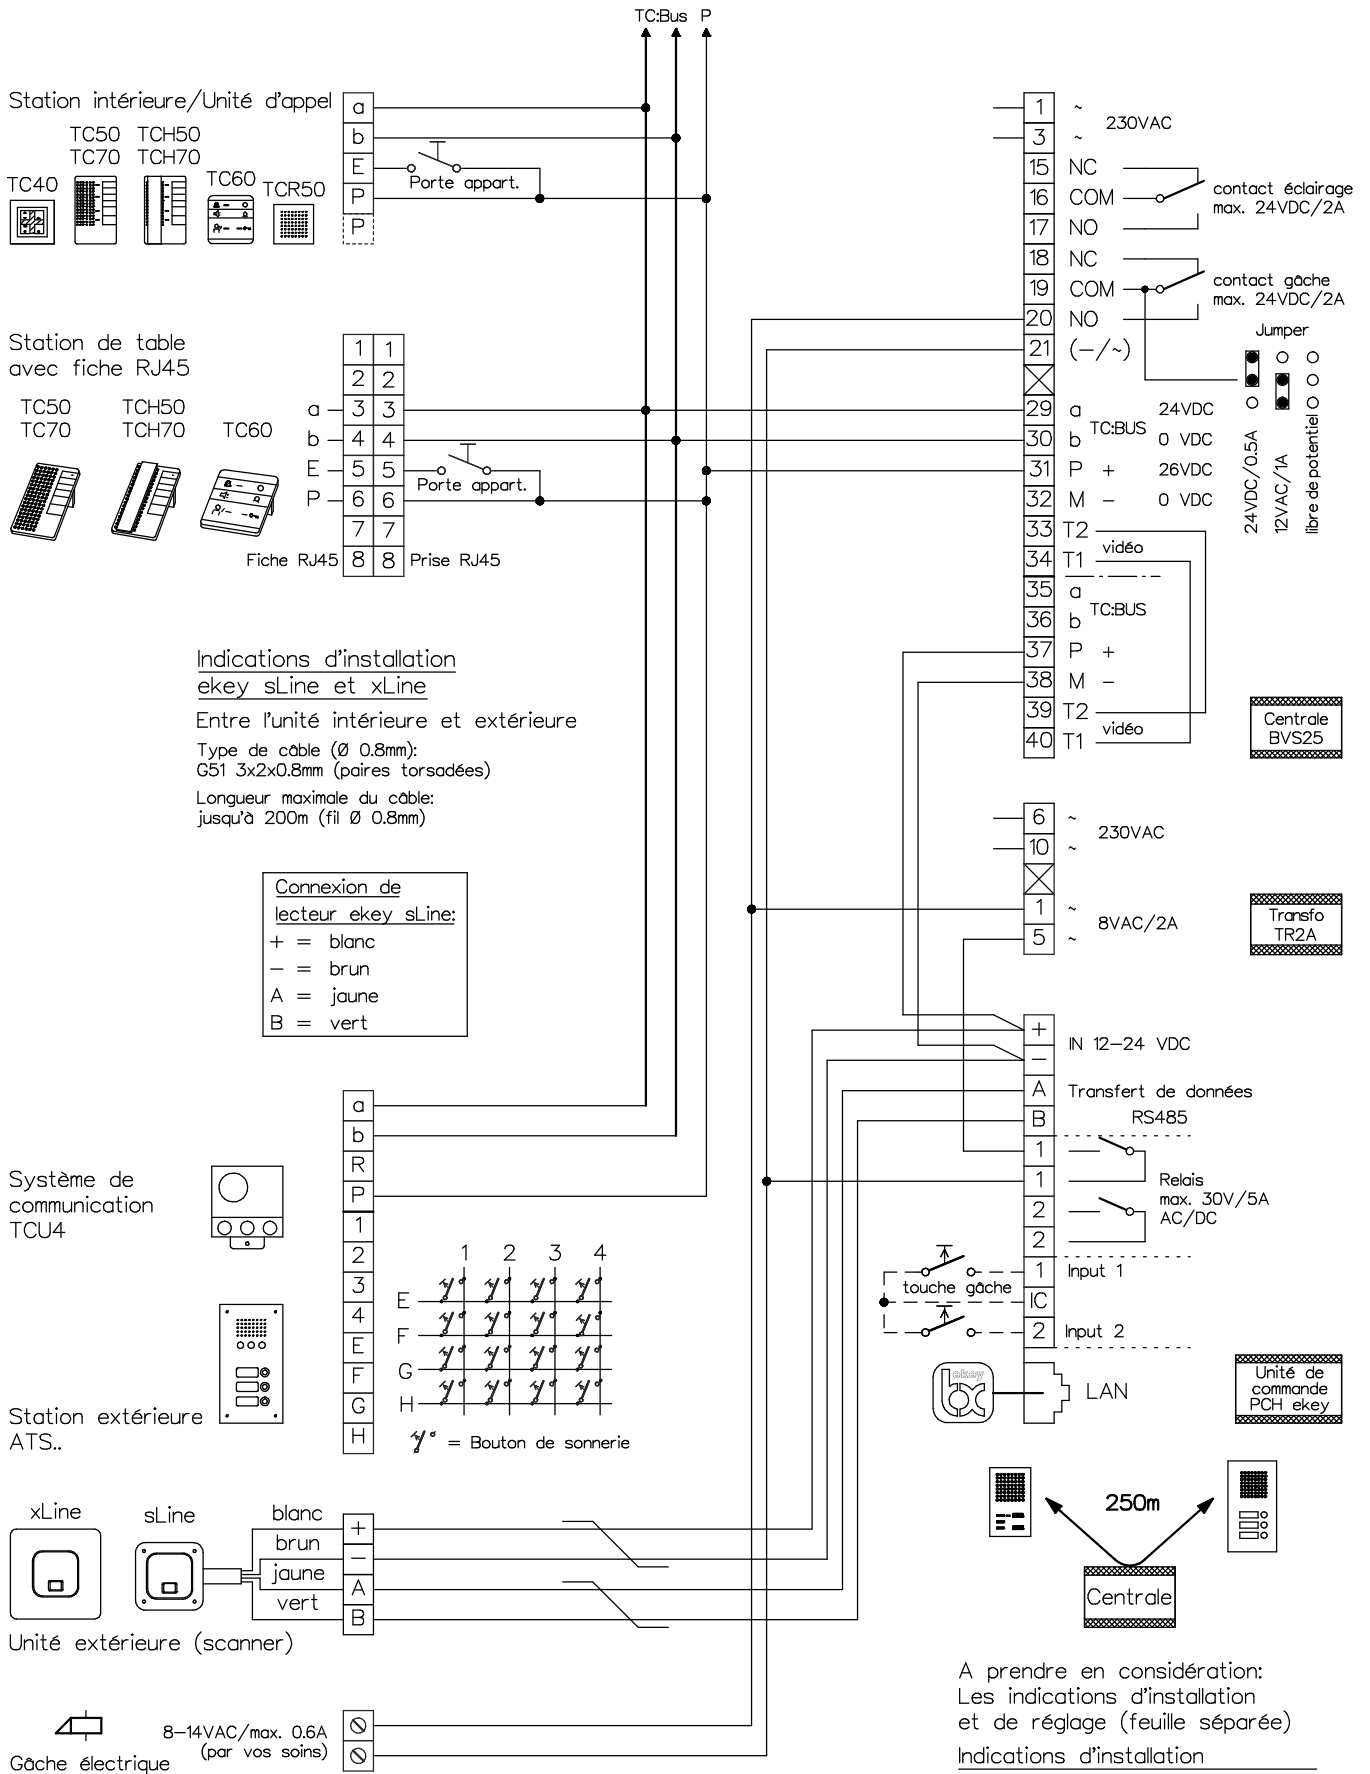 TC:Bus P
Station intérieure/Unité d'appel
TC50 TCH50
TC70 TCH70
TC40
TC60
TCR50
a
b
E
P
P
Porte appart.
1 ~
3 ~
230VAC
15 NC
16 COM
17 NO
contact éclairage
max. 24VDC/2A
18 NC
19 COM
20 NO
contact gâche
max. 24VDC/2A
21 (–/~)
Jumper
24VDC/0.5A
12VAC/1A
libre de potentiel
29 a 24VDC
TC:BUS
30 b 0 VDC
31 P + 26VDC
32 M – 0 VDC
33 T2
vidéo
34 T1
35 a
TC:BUS
36 b
37 P +
38 M –
39 T2
vidéo
40 T1
Centrale
BVS25
Station de table
avec fiche RJ45
TC50 TCH50
TC70 TCH70 TC60
1 1
2 2
a 3 3
b 4 4
E 5 5
P 6 6
7 7
8 8
Porte appart.
Fiche RJ45
Prise RJ45
Indications d'installation
ekey sLine et xLine
Entre l'unité intérieure et extérieure
Type de câble (Ø 0.8mm):
G51 3x2x0.8mm (paires torsadées)
Longueur maximale du câble:
jusqu'à 200m (fil Ø 0.8mm)
6 ~
10 ~
230VAC
1 ~
5 ~
8VAC/2A
Transfo
TR2A
Connexion de
lecteur ekey sLine:
+ = blanc
– = brun
A = jaune
B = vert
+
–
IN 12–24 VDC
A
B
Transfert de données
RS485
1
1
2
2
Relais
max. 30V/5A
AC/DC
1 Input 1
IC
2 Input 2
touche gâche
ekey
bx
LAN
Unité de
commande
PCH ekey
Système de
communication
TCU4
Station extérieure
ATS..
a
b
R
P
1
2
3
4
E
F
G
H
1 2 3 4
E
F
G
H
= Bouton de sonnerie
250m
Centrale
xLine sLine
blanc +
brun –
jaune A
vert B
Unité extérieure (scanner)
8–14VAC/max. 0.6A
(par vos soins)
Gâche électrique
A prendre en considération:
Les indications d'installation
et de réglage (feuille séparée)
Indications d'installation